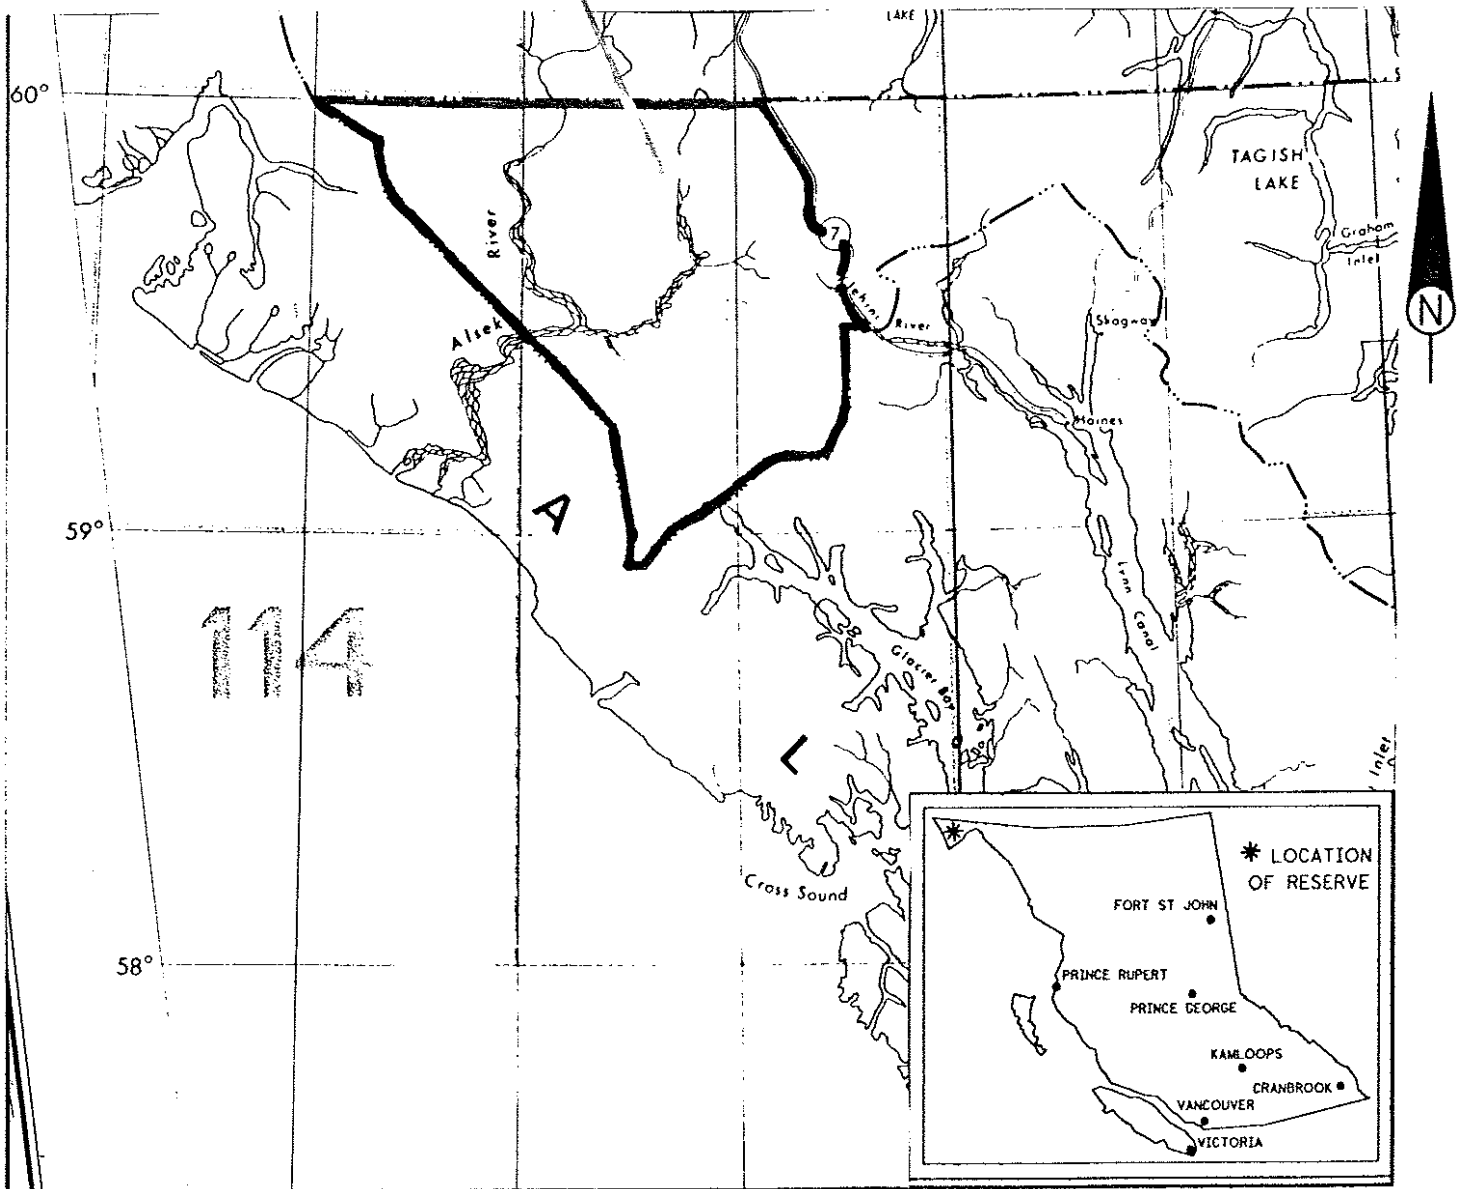 LAKE
60°
TAGISH
LAKE
River
7
Graham
Inlet
N
River
Skagway
Alsek
Haines
59°
A
Lynn Canal
114
Glacier Bay
L
Inlet
* LOCATION
OF RESERVE
Cross Sound
FORT ST JOHN
58°
PRINCE RUPERT
PRINCE GEORGE
KAMLOOPS
CRANBROOK
VANCOUVER
VICTORIA